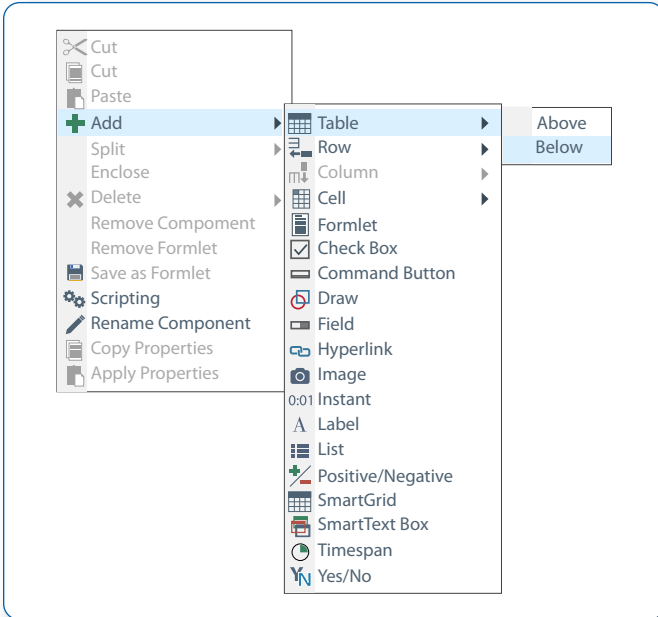 Cut
Cut
Paste
Add
Split
Enclose
Delete
Remove Compoment
Remove Formlet
Save as Formlet
Scripting
Rename Component
Copy Properties
Apply Properties
Table
Row
Column
Cell
Formlet
Check Box
Command Button
Draw
Field
Hyperlink
Image
0:01 Instant
A Label
List
Positive/Negative
SmartGrid
SmartText Box
Timespan
YN Yes/No
Above
Below